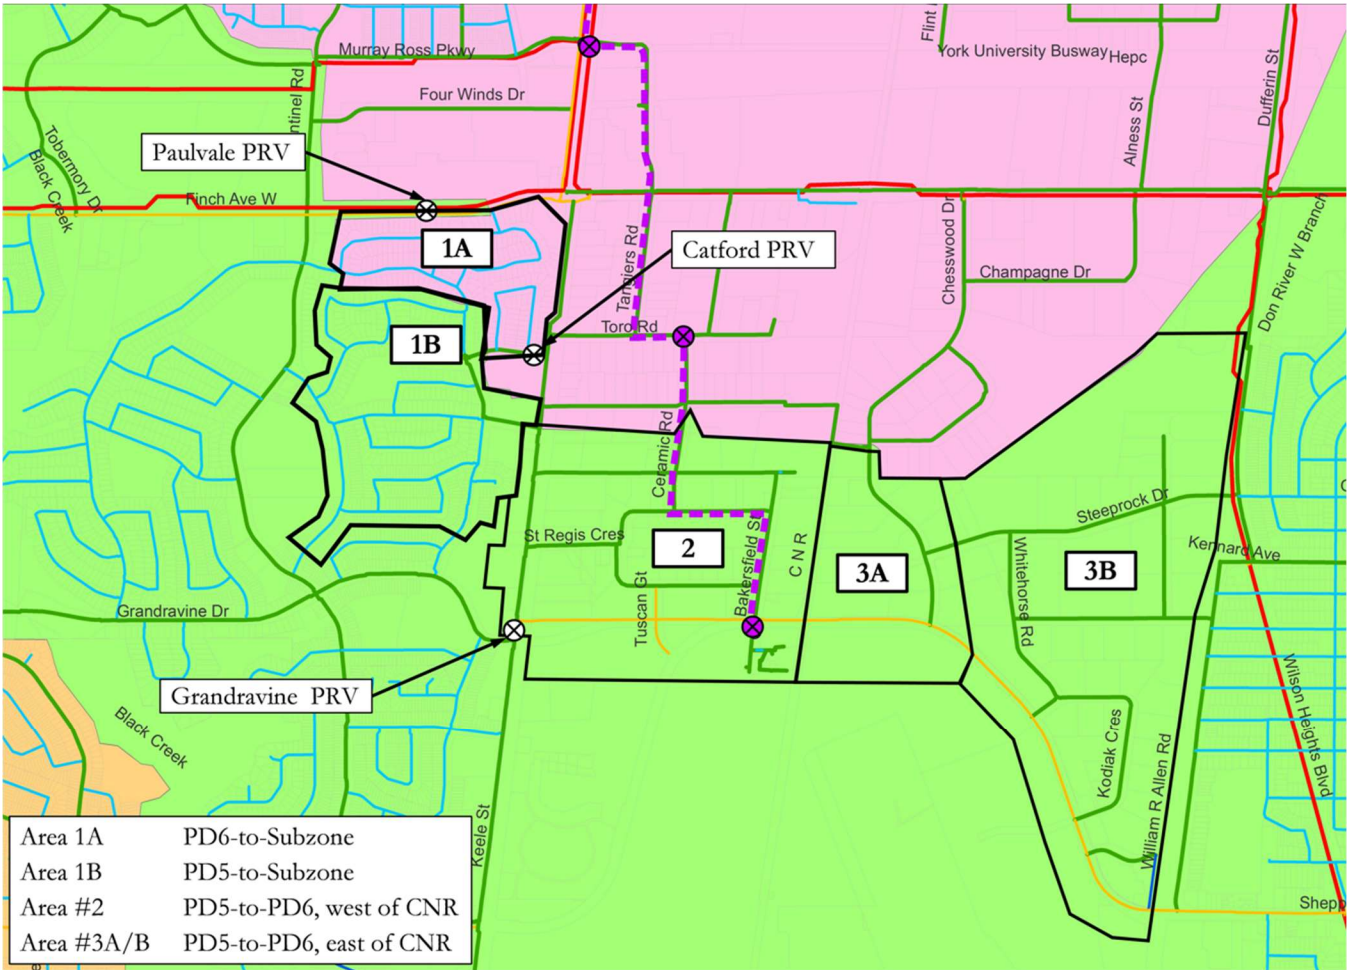 Flint
Murray Ross Pkwy
York University Busway
Hepc
Four Winds Dr
ntinel Rd
Dufferin St
Alness St
Tobermory Dr
Black Creek
Paulvale PRV
Finch Ave W
1A
Catford PRV
Tangiers Rd
Chesswood Dr
Champagne Dr
Don River W Branch
Toro Rd
1B
Ceramic Rd
Steeprock Dr
St Regis Cres
2
Bakersfield St
CNR
3A
Whitehorse Rd
3B
Kennard Ave
Tuscan Gt
Grandravine Dr
Grandravine PRV
Wilson Heights Blvd
Black Creek
Kodiak Cres
William R Allen Rd
Keele St
Shepp
Area 1A PD6-to-Subzone
Area 1B PD5-to-Subzone
Area #2 PD5-to-PD6, west of CNR
Area #3A/B PD5-to-PD6, east of CNR